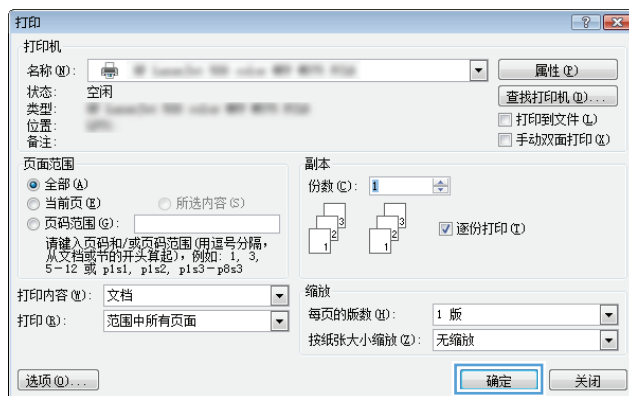 打印
打印机
名称(N):
属性(P)
状态: 空闲
查找打印机(D)...
类型:
位置:
打印到文件(L)
备注:
手动双面打印(X)
页面范围
全部(A)
当前页(E) 所选内容(S)
页码范围(G):
请键入页码和/或页码范围(用逗号分隔,
从文档或节的开头算起),例如: 1, 3,
5-12 或 p1s1, p1s2, p1s3-p8s3
副本
份数(C): 1
1 2 3 1 2 3
逐份打印(T)
打印内容(W): 文档
打印(R): 范围中所有页面
缩放
每页的版数(H): 1 版
按纸张大小缩放(Z): 无缩放
选项(O)... 确定 关闭